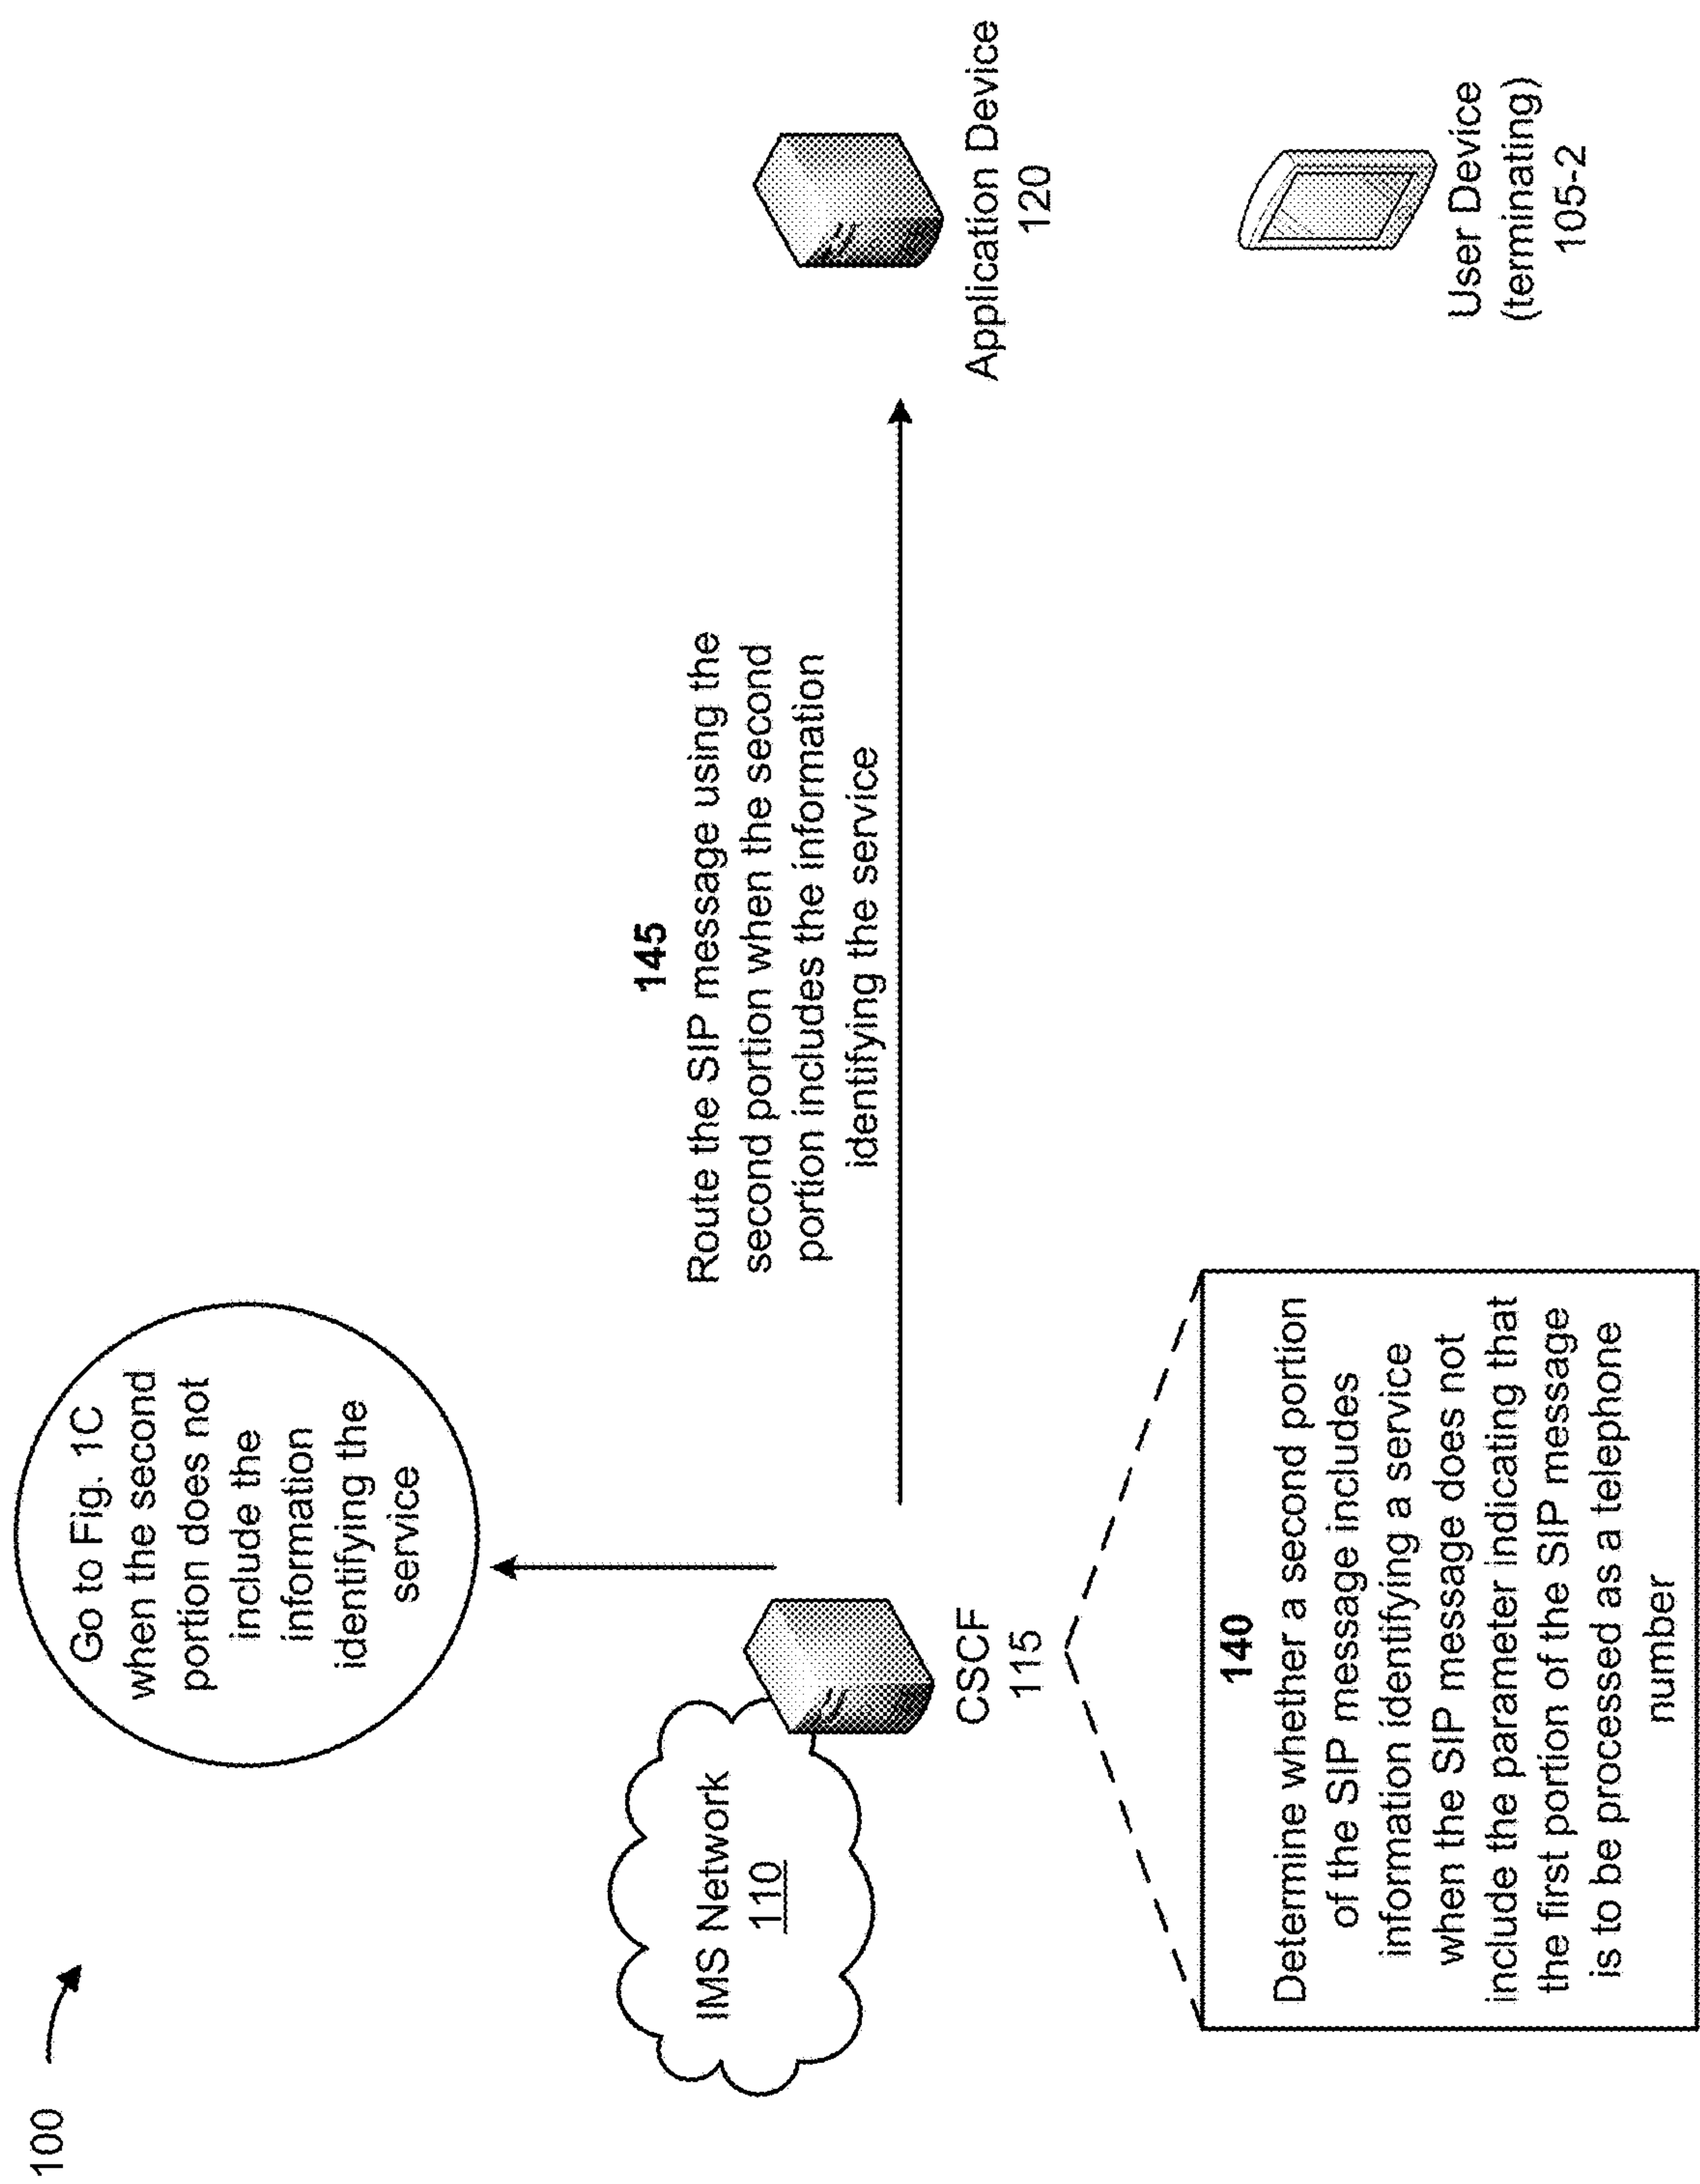 100
Go to Fig. 1C
when the second
portion does not
include the
information
identifying the
service
145
Route the SIP message using the
second portion when the second
portion includes the information
identifying the service
IMS Network
110
CSCF
115
Application Device
120
140
Determine whether a second portion
of the SIP message includes
information identifying a service
when the SIP message does not
include the parameter indicating that
the first portion of the SIP message
is to be processed as a telephone
number
User Device
(terminating)
105-2